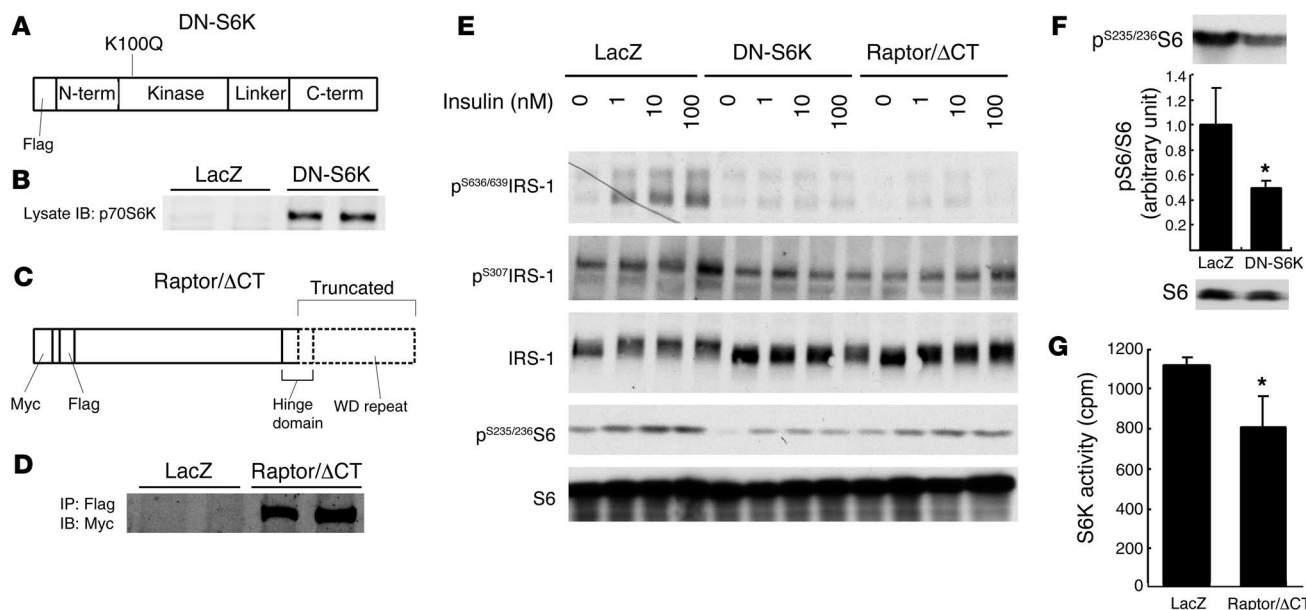 A
DN-S6K
K100Q
N-term Kinase Linker C-term
Flag
B
LacZ DN-S6K
Lysate IB: p70S6K
C
Raptor/ΔCT
Truncated
Myc Flag Hinge domain WD repeat
D
LacZ Raptor/ΔCT
IP: Flag
IB: Myc
E
LacZ DN-S6K Raptor/ΔCT
Insulin (nM) 0 1 10 100 0 1 10 100 0 1 10 100
pS636/639IRS-1
pS307IRS-1
IRS-1
pS235/236S6
S6
F
pS235/236S6
pS6/S6
(arbitrary unit)
1.4
1.2
1.0
0.8
0.6
0.4
0.2
*
LacZ DN-S6K
S6
G
S6K activity (cpm)
1200
1000
800
600
400
200
0
*
LacZ Raptor/ΔCT